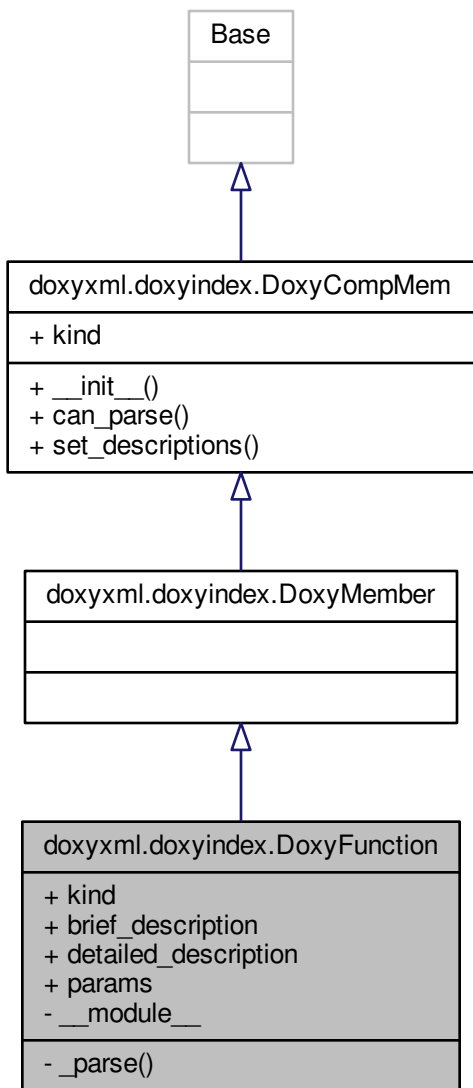 Base
doxyxml.doxyindex.DoxyCompMem
+ kind
+ __init__()
+ can_parse()
+ set_descriptions()
doxyxml.doxyindex.DoxyMember
doxyxml.doxyindex.DoxyFunction
+ kind
+ brief_description
+ detailed_description
+ params
- __module__
- _parse()